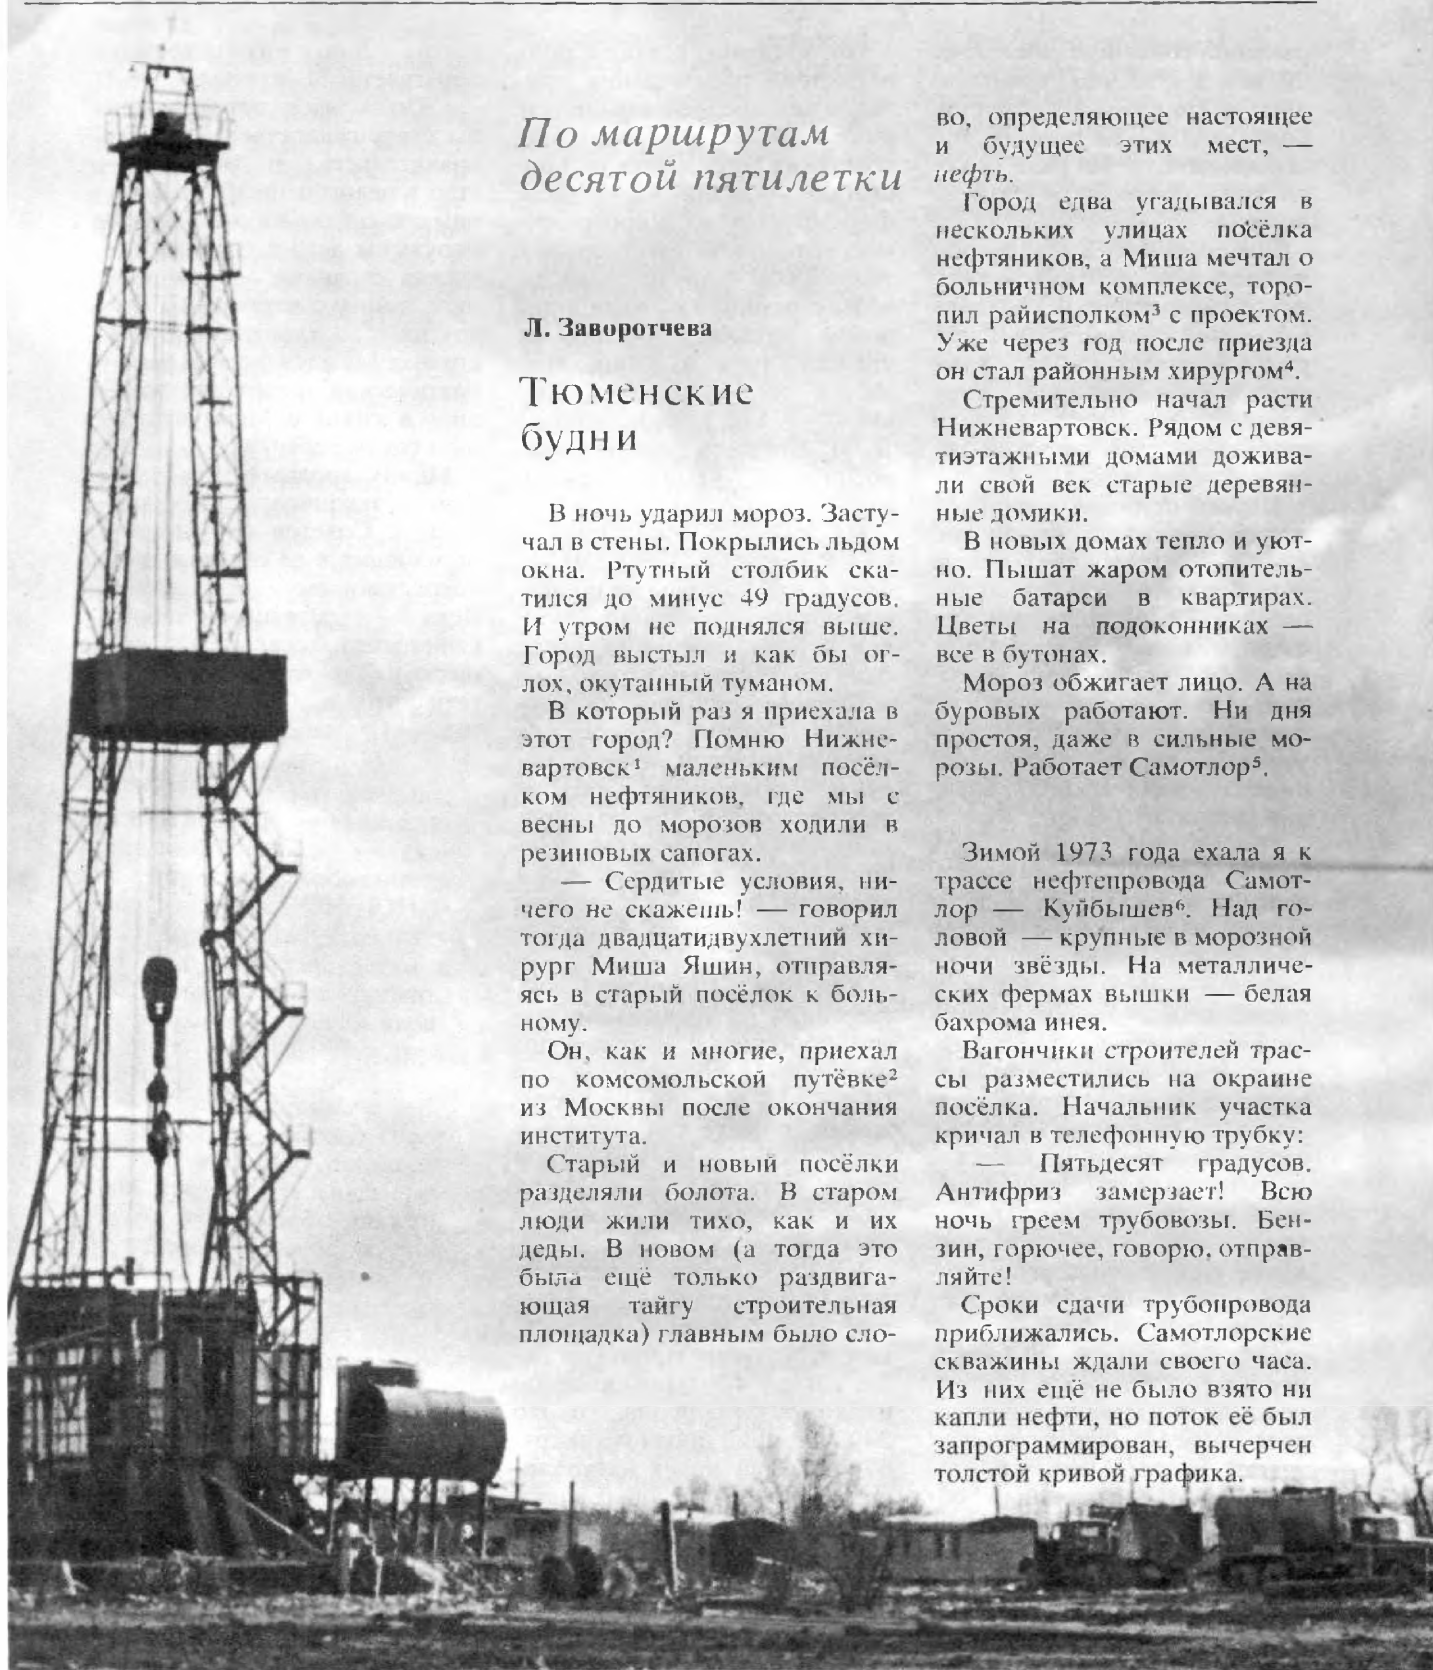 По маршрутам
десятой пятилетки
Л. Заворотчева
Тюменские
будни
В ночь ударил мороз. Засту-
чал в стены. Покрылись льдом
окна. Ртутный столбик ска-
тился до минус 49 градусов.
И утром не поднялся выше.
Город выстыл и как бы ог-
лох, окутанный туманом.
В который раз я приехала в
этот город? Помню Нижне-
вартовск¹ маленьким посёл-
ком нефтяников, где мы с
весны до морозов ходили в
резиновых сапогах.
— Сердитые условия, ни-
чего не скажешь! — говорил
тогда двадцатидвухлетний хи-
рург Миша Яшин, отправля-
ясь в старый посёлок к боль-
ному.
Он, как и многие, приехал
по комсомольской путёвке²
из Москвы после окончания
института.
Старый и новый посёлки
разделяли болота. В старом
люди жили тихо, как и их
деды. В новом (а тогда это
была ещё только раздвига-
ющая тайгу строительная
площадка) главным было сло-
во, определяющее настоящее
и будущее этих мест, —
нефть.
Город едва угадывался в
нескольких улицах посёлка
нефтяников, а Миша мечтал о
больничном комплексе, торо-
пил райисполком³ с проектом.
Уже через год после приезда
он стал районным хирургом⁴.
Стремительно начал расти
Нижневартовск. Рядом с девя-
тиэтажными домами дожива-
ли свой век старые деревян-
ные домики.
В новых домах тепло и уют-
но. Пышат жаром отопитель-
ные батареи в квартирах.
Цветы на подоконниках —
все в бутонах.
Мороз обжигает лицо. А на
буровых работают. Ни дня
простоя, даже в сильные мо-
розы. Работает Самотлор⁵.
Зимой 1973 года ехала я к
трассе нефтепровода Самот-
лор — Куйбышев⁶. Над го-
ловой — крупные в морозной
ночи звёзды. На металличе-
ских фермах вышки — белая
бахрома инея.
Вагончики строителей трас-
сы разместились на окраине
посёлка. Начальник участка
кричал в телефонную трубку:
— Пятьдесят градусов.
Антифриз замерзает! Всю
ночь греем трубовозы. Бен-
зин, горючее, говорю, отправ-
ляйте!
Сроки сдачи трубопровода
приближались. Самотлорские
скважины ждали своего часа.
Из них ещё не было взято ни
капли нефти, но поток её был
запрограммирован, вычерчен
толстой кривой графика.